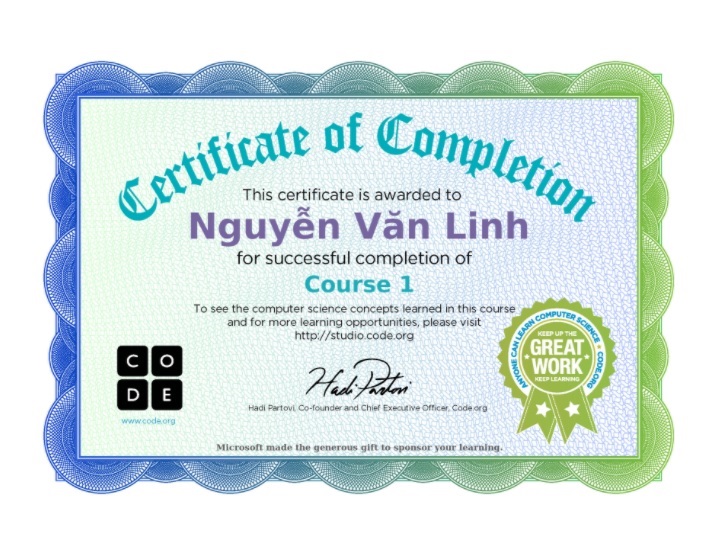 Certificate of Completion
This certificate is awarded to
Nguyễn Văn Linh
for successful completion of
Course 1
To see the computer science concepts learned in this course
and for more learning opportunities, please visit
http://studio.code.org
ANYONE CAN LEARN COMPUTER SCIENCE • CODE.ORG
KEEP UP THE
GREAT
WORK
KEEP LEARNING
C O
D E
www.code.org
Hadi Partovi
Hadi Partovi, Co-founder and Chief Executive Officer, Code.org
Microsoft made the generous gift to sponsor your learning.